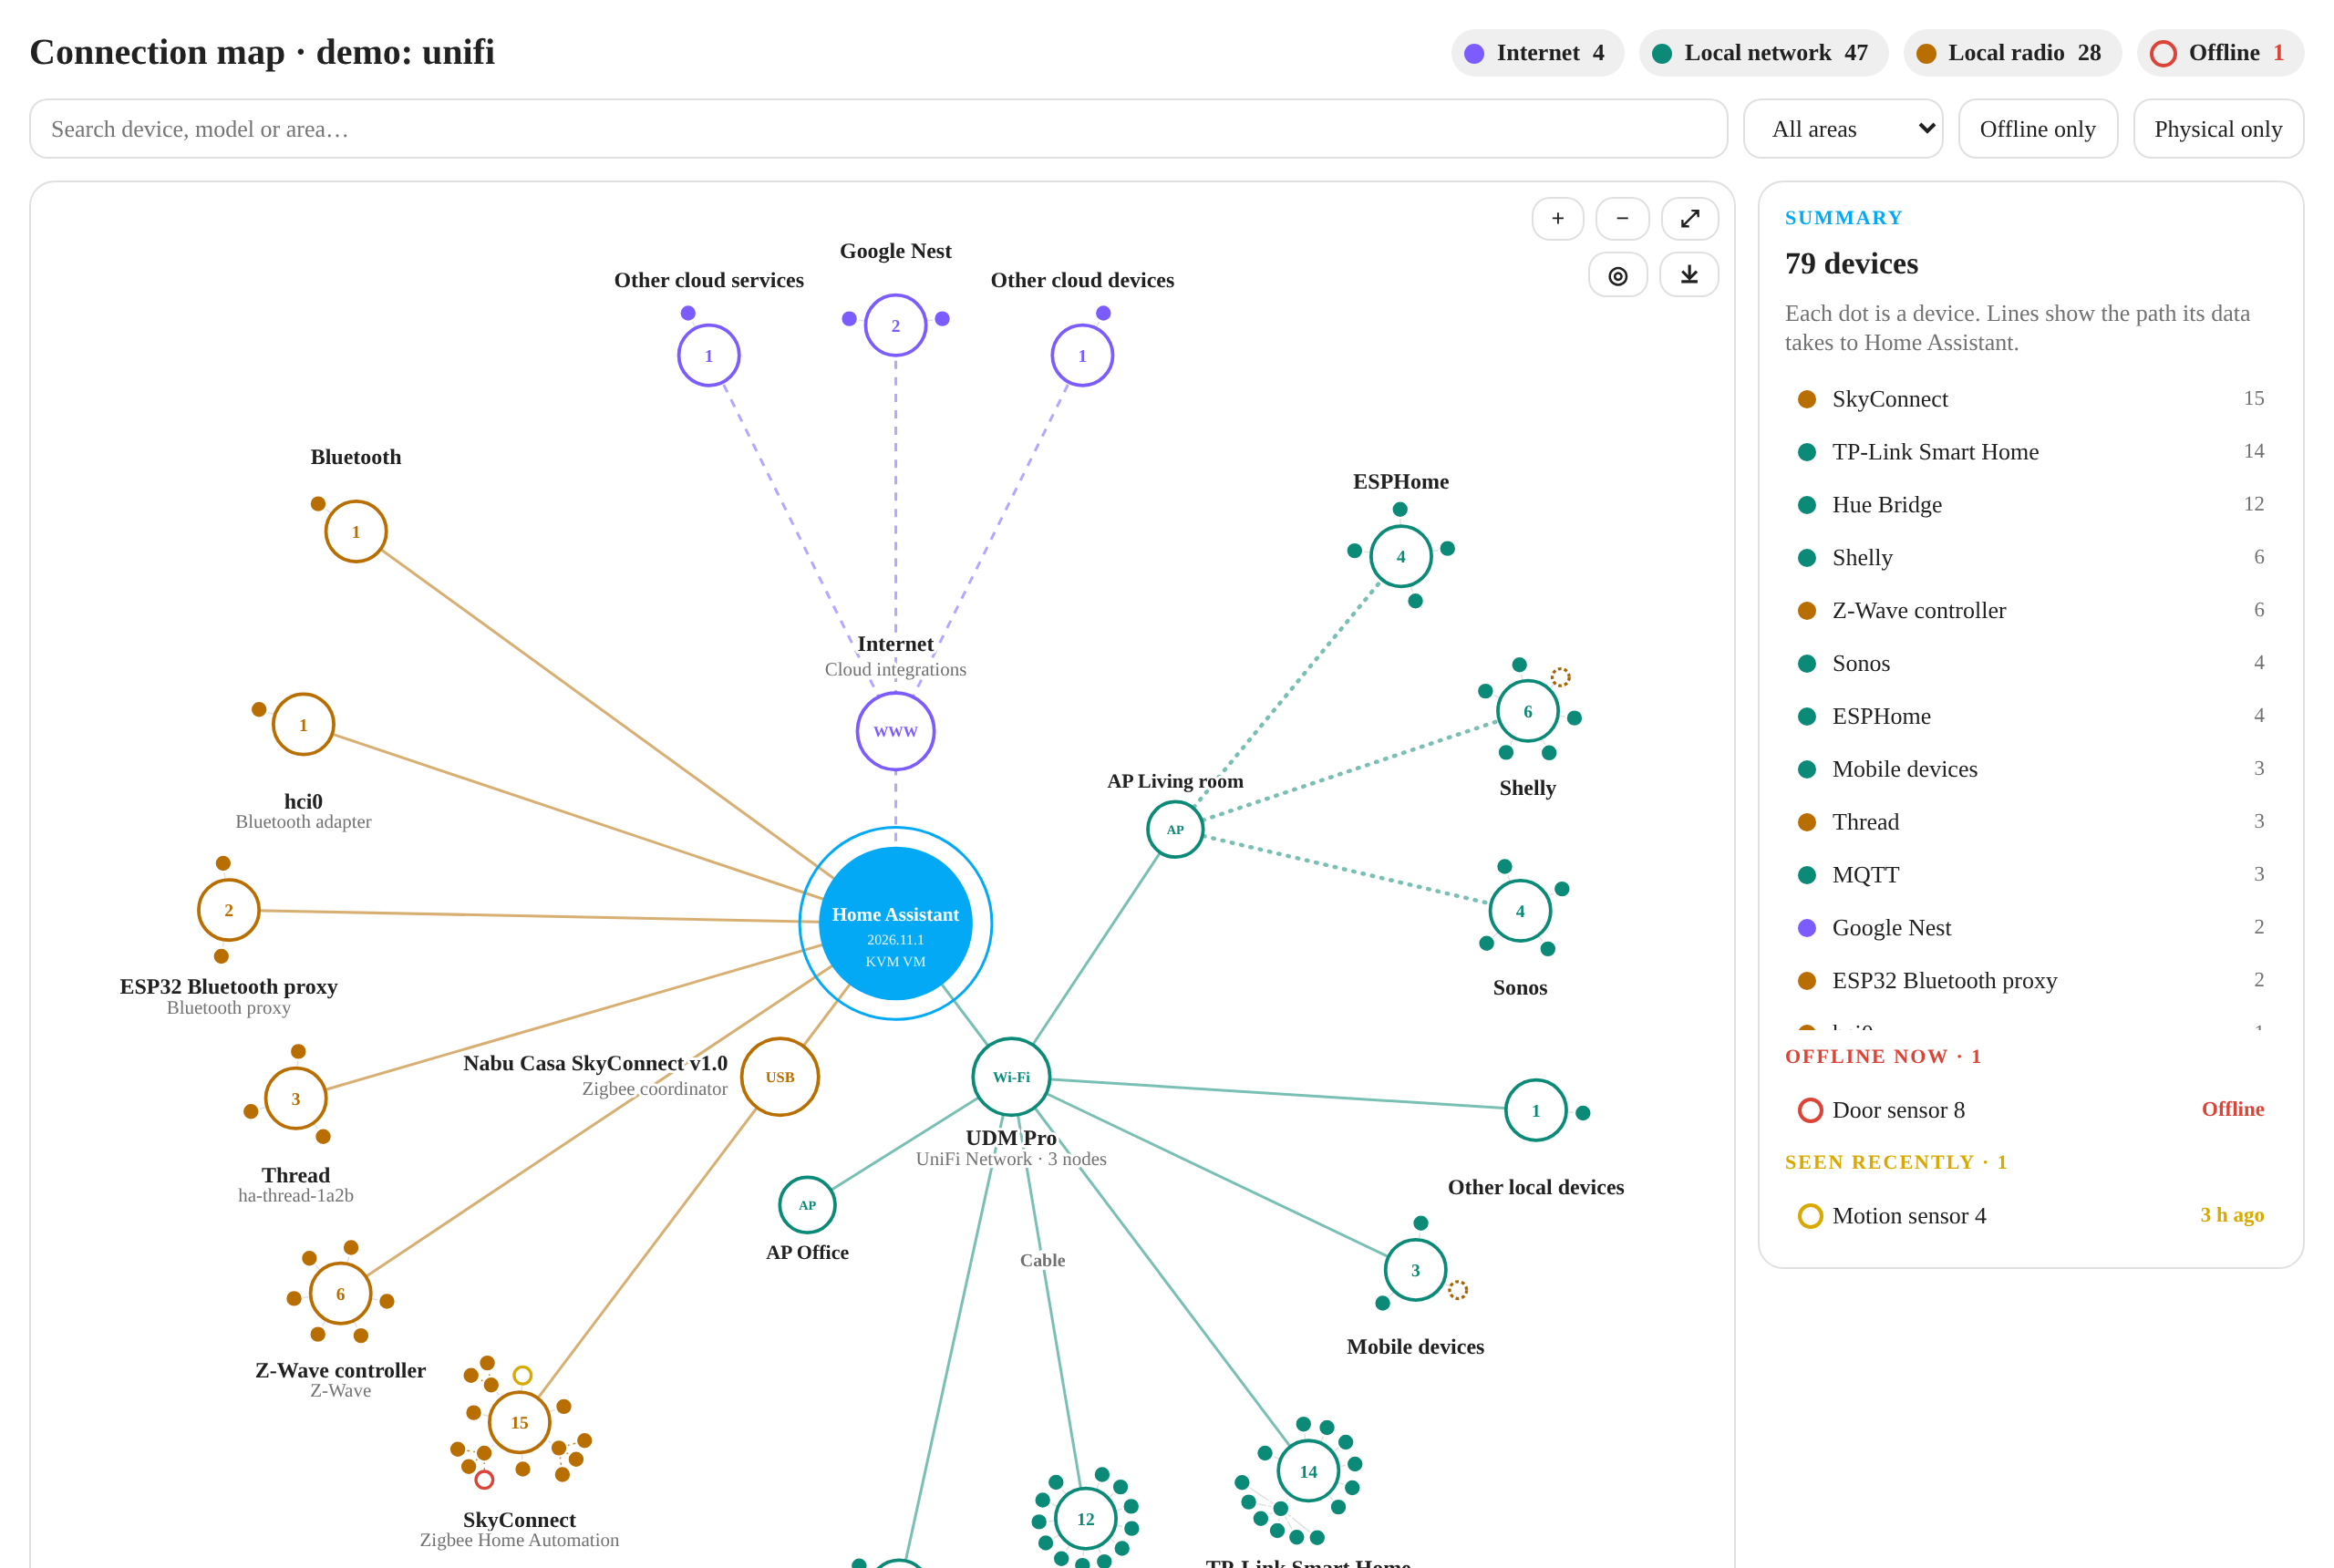 Connection map · demo: unifi
Internet 4
Local network 47
Local radio 28
Offline 1
Search device, model or area…
All areas
Offline only
Physical only
+
−
Google Nest
Other cloud services
Other cloud devices
2
1
1
Bluetooth
1
ESPHome
4
Internet
Cloud integrations
WWW
1
hci0
Bluetooth adapter
6
Shelly
AP Living room
AP
2
ESP32 Bluetooth proxy
Bluetooth proxy
Home Assistant
2026.11.1
KVM VM
4
Sonos
Nabu Casa SkyConnect v1.0
Zigbee coordinator
USB
Wi-Fi
UDM Pro
UniFi Network · 3 nodes
3
Thread
ha-thread-1a2b
1
Other local devices
AP
AP Office
Cable
3
Mobile devices
6
Z-Wave controller
Z-Wave
15
SkyConnect
Zigbee Home Automation
12
14
TP-Link Smart Home
SUMMARY
79 devices
Each dot is a device. Lines show the path its data
takes to Home Assistant.
SkyConnect 15
TP-Link Smart Home 14
Hue Bridge 12
Shelly 6
Z-Wave controller 6
Sonos 4
ESPHome 4
Mobile devices 3
Thread 3
MQTT 3
Google Nest 2
ESP32 Bluetooth proxy 2
hci0 1
OFFLINE NOW · 1
Door sensor 8 Offline
SEEN RECENTLY · 1
Motion sensor 4 3 h ago